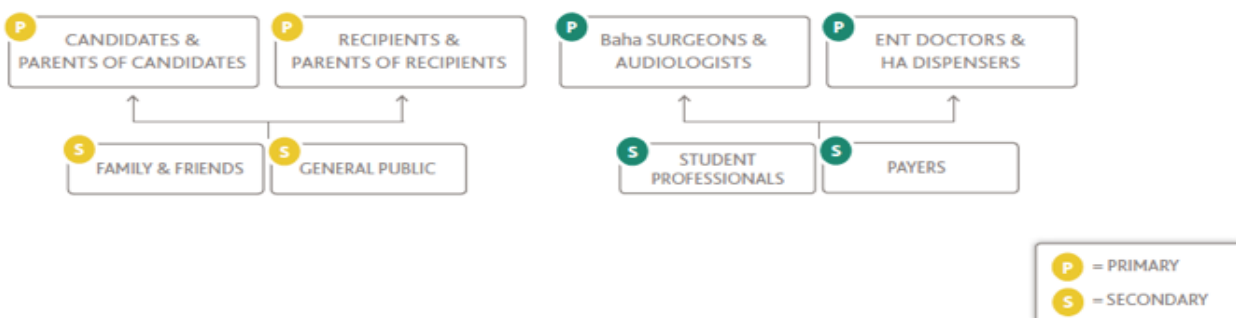 P
CANDIDATES &
PARENTS OF CANDIDATES
P
RECIPIENTS &
PARENTS OF RECIPIENTS
P
Baha SURGEONS &
AUDIOLOGISTS
P
ENT DOCTORS &
HA DISPENSERS
S
FAMILY & FRIENDS
S
GENERAL PUBLIC
S
STUDENT
PROFESSIONALS
S
PAYERS
P = PRIMARY
S = SECONDARY